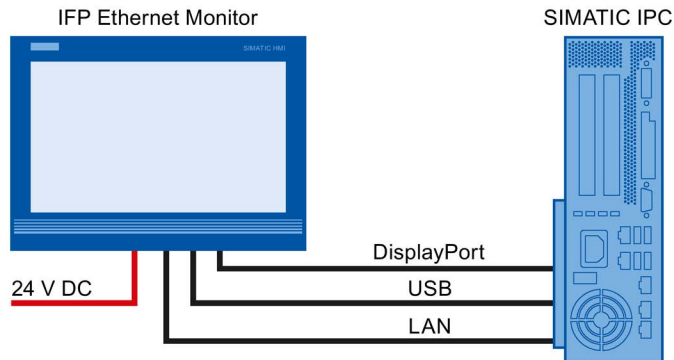 IFP Ethernet Monitor
SIMATIC IPC
SIMATIC HMI
DisplayPort
24 V DC
USB
LAN